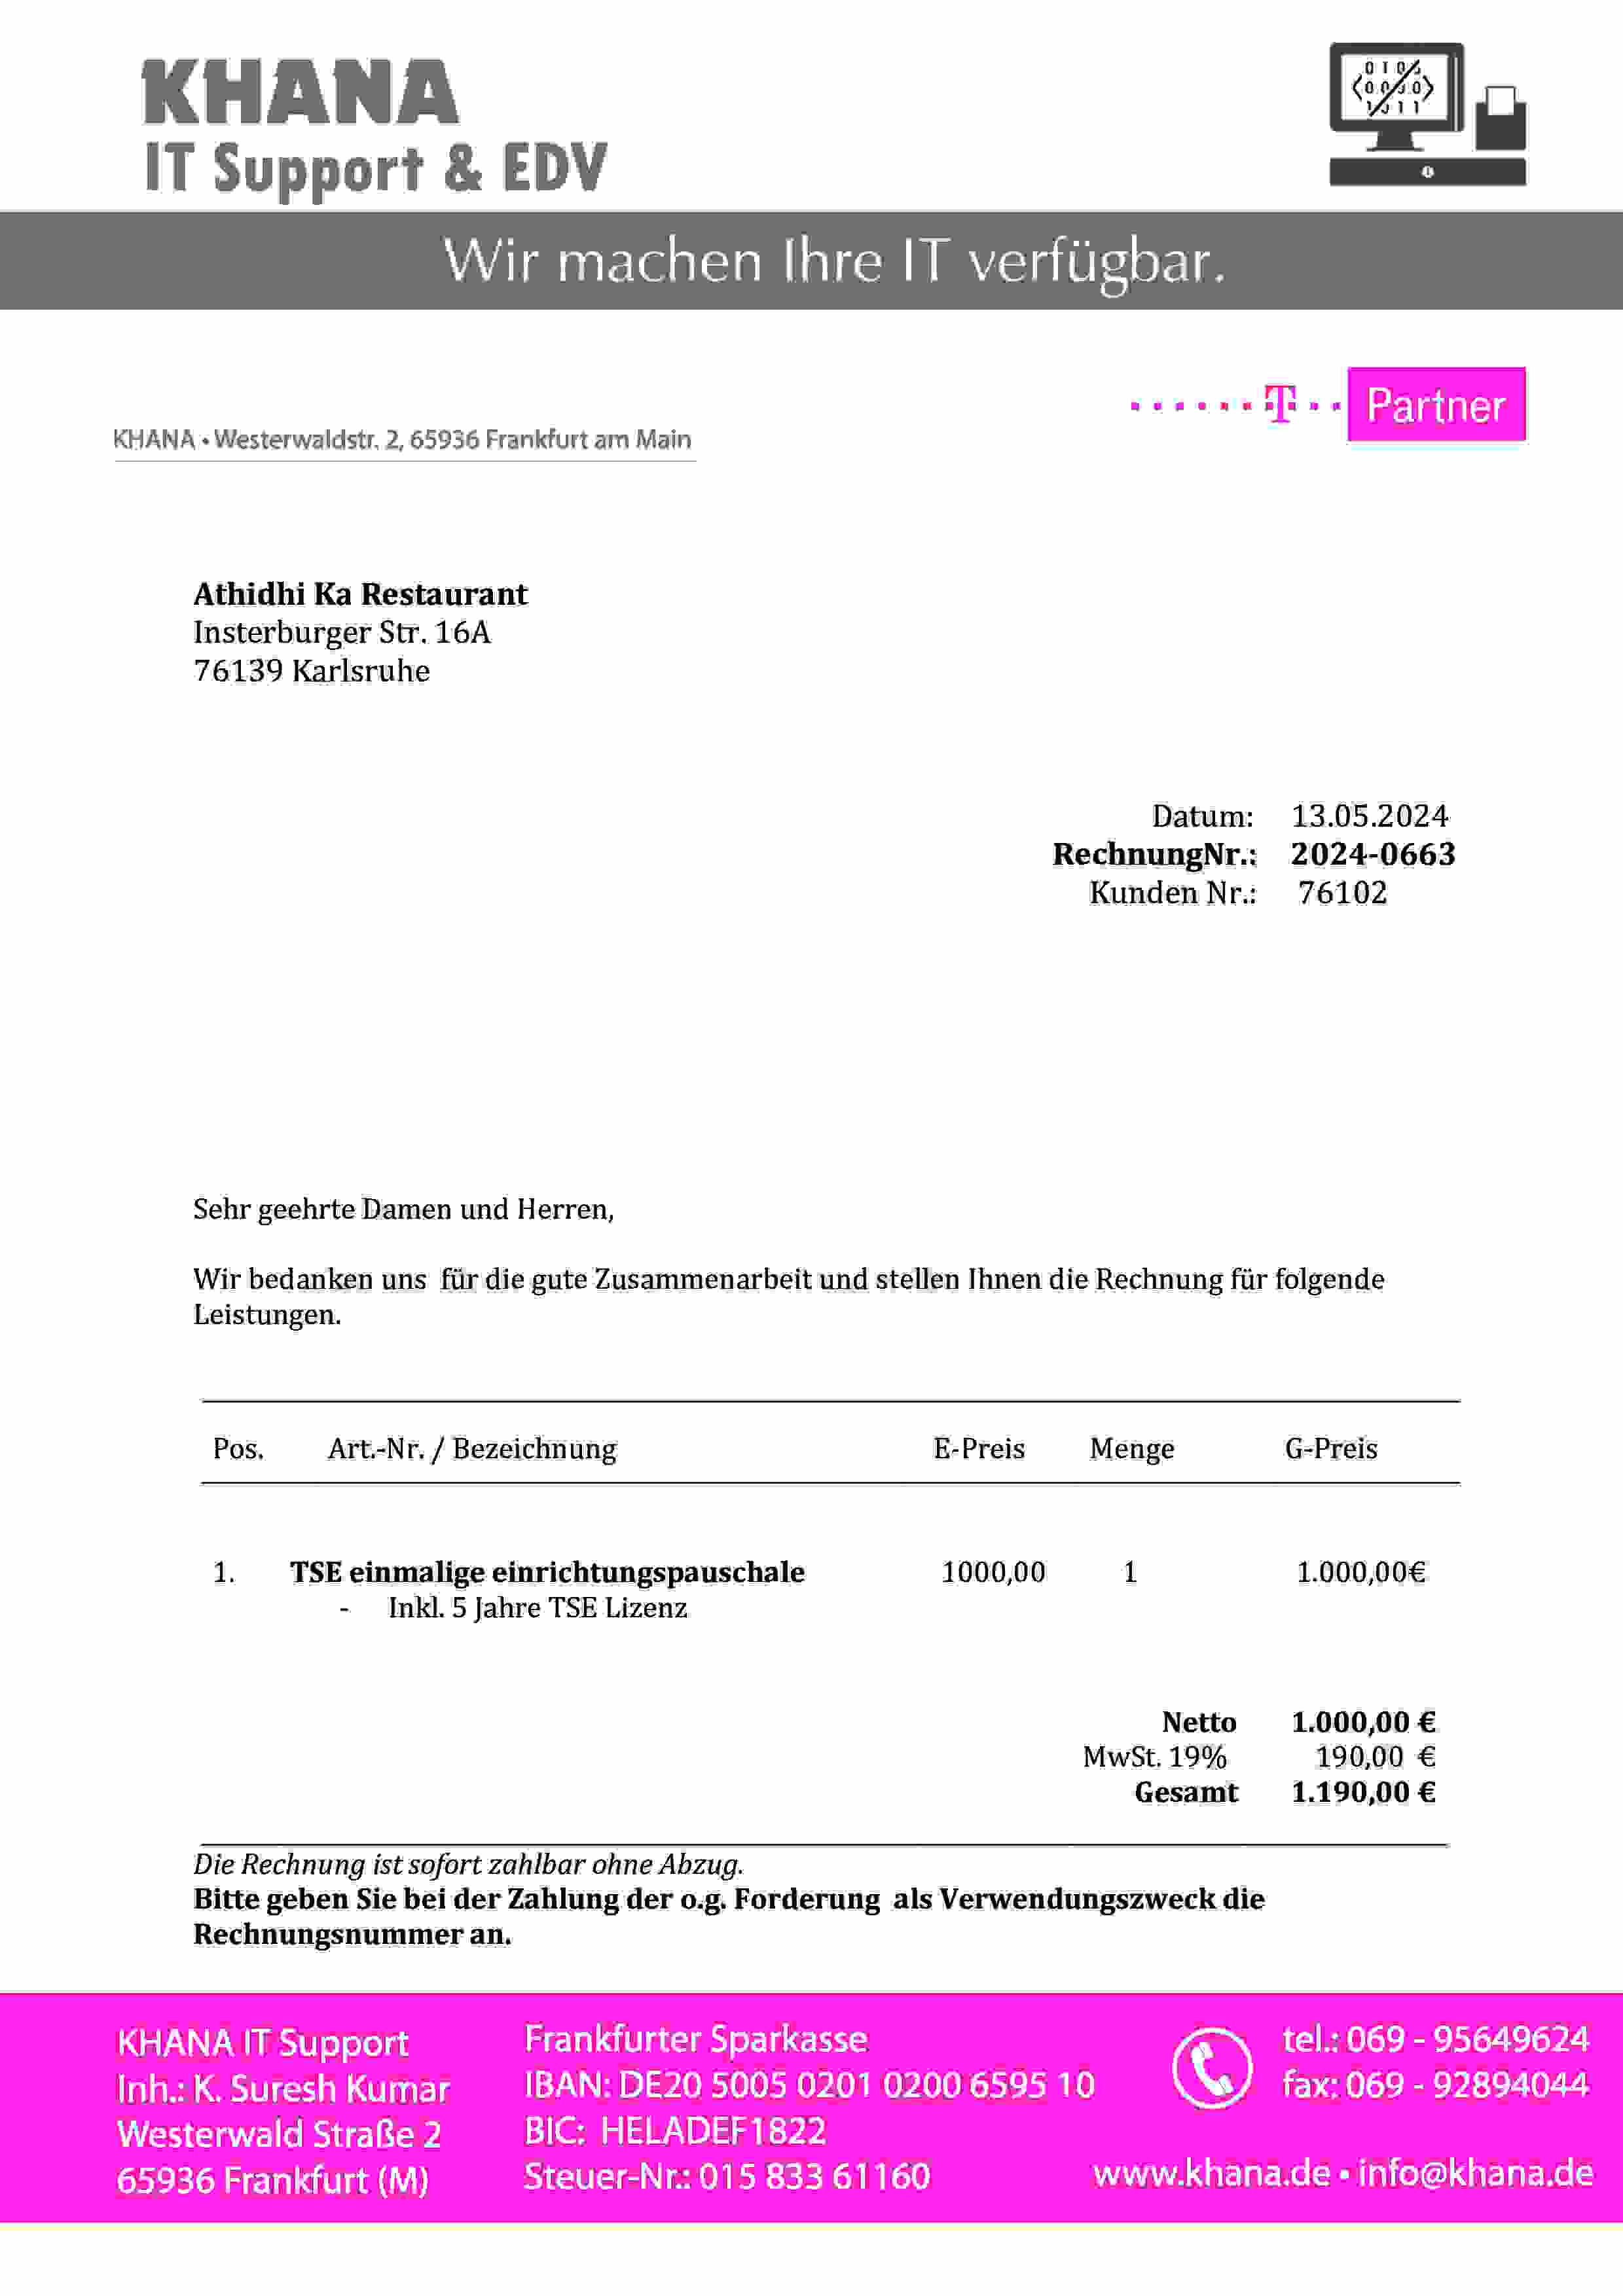 KHANA
IT Support & EDV
Wir machen Ihre IT verfügbar.
T Partner
KHANA • Westerwaldstr. 2, 65936 Frankfurt am Main
Athidhi Ka Restaurant
Insterburger Str. 16A
76139 Karlsruhe
Datum: 13.05.2024
RechnungNr.: 2024-0663
Kunden Nr.: 76102
Sehr geehrte Damen und Herren,
Wir bedanken uns für die gute Zusammenarbeit und stellen Ihnen die Rechnung für folgende
Leistungen.
Pos. Art.-Nr. / Bezeichnung E-Preis Menge G-Preis
1. TSE einmalige einrichtungspauschale 1000,00 1 1.000,00€
- Inkl. 5 Jahre TSE Lizenz
Netto 1.000,00 €
MwSt. 19% 190,00 €
Gesamt 1.190,00 €
Die Rechnung ist sofort zahlbar ohne Abzug.
Bitte geben Sie bei der Zahlung der o.g. Forderung als Verwendungszweck die
Rechnungsnummer an.
KHANA IT Support
Inh.: K. Suresh Kumar
Westerwald Straße 2
65936 Frankfurt (M)
Frankfurter Sparkasse
IBAN: DE20 5005 0201 0200 6595 10
BIC: HELADEF1822
Steuer-Nr.: 015 833 61160
tel.: 069 - 95649624
fax: 069 - 92894044
www.khana.de • info@khana.de